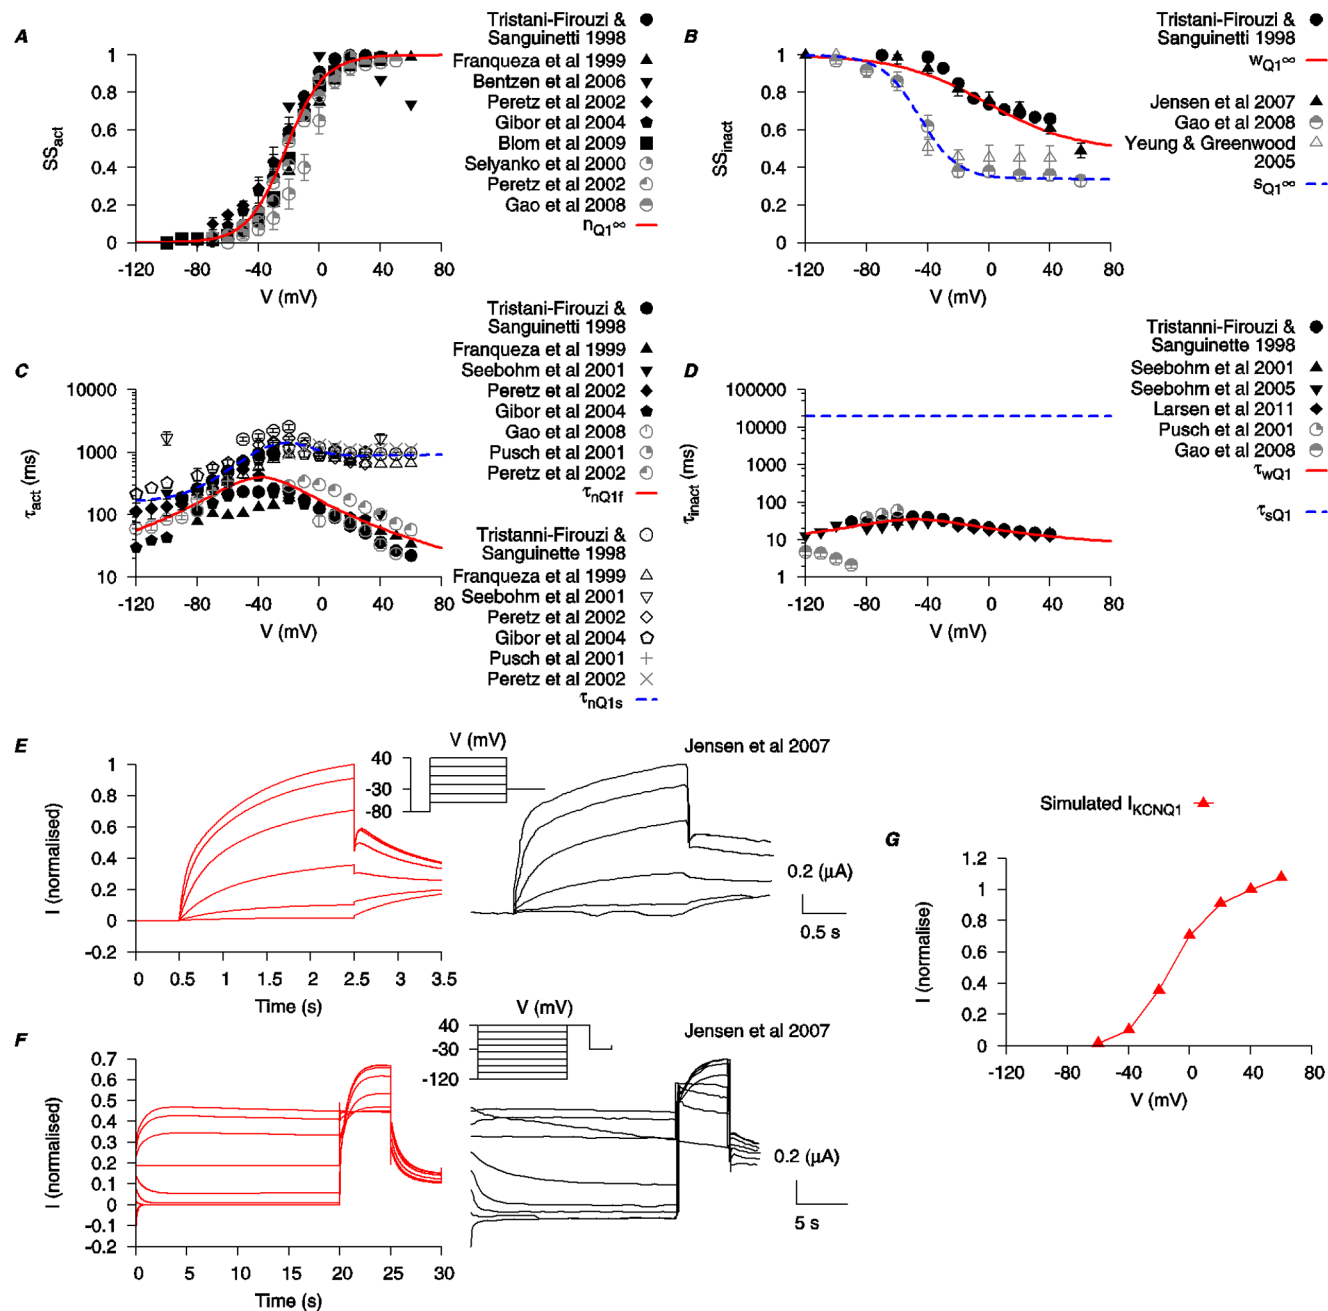 A
SS_act
1
0.8
0.6
0.4
0.2
0
-120
-80
-40
0
40
80
V (mV)
Tristani-Firouzi &
Sanguinetti 1998
Franqueza et al 1999
Bentzen et al 2006
Peretz et al 2002
Gibor et al 2004
Blom et al 2009
Selyanko et al 2000
Peretz et al 2002
Gao et al 2008
n_Q1∞
B
SS_inact
1
0.8
0.6
0.4
0.2
0
-120
-80
-40
0
40
80
V (mV)
Tristani-Firouzi &
Sanguinetti 1998
w_Q1∞
Jensen et al 2007
Gao et al 2008
Yeung & Greenwood
2005
s_Q1∞
C
τ_act (ms)
10000
1000
100
10
-120
-80
-40
0
40
80
V (mV)
Tristani-Firouzi &
Sanguinetti 1998
Franqueza et al 1999
Seebohm et al 2001
Peretz et al 2002
Gibor et al 2004
Gao et al 2008
Pusch et al 2001
Peretz et al 2002
τ_nQ1f
Tristanni-Firouzi &
Sanguinette 1998
Franqueza et al 1999
Seebohm et al 2001
Peretz et al 2002
Gibor et al 2004
Pusch et al 2001
Peretz et al 2002
τ_nQ1s
D
τ_inact (ms)
100000
10000
1000
100
10
1
-120
-80
-40
0
40
80
V (mV)
Tristanni-Firouzi &
Sanguinette 1998
Seebohm et al 2001
Seebohm et al 2005
Larsen et al 2011
Pusch et al 2001
Gao et al 2008
τ_wQ1
τ_sQ1
E
I (normalised)
1
0.8
0.6
0.4
0.2
0
-0.2
0
0.5
1
1.5
2
2.5
3
3.5
Time (s)
V (mV)
40
-30
-80
Jensen et al 2007
0.2 (µA)
0.5 s
F
I (normalised)
0.7
0.6
0.5
0.4
0.3
0.2
0.1
0
-0.1
-0.2
0
5
10
15
20
25
30
Time (s)
V (mV)
40
-30
-120
Jensen et al 2007
0.2 (µA)
5 s
Simulated I_KCNQ1
G
I (normalise)
1.2
1
0.8
0.6
0.4
0.2
0
-120
-80
-40
0
40
80
V (mV)